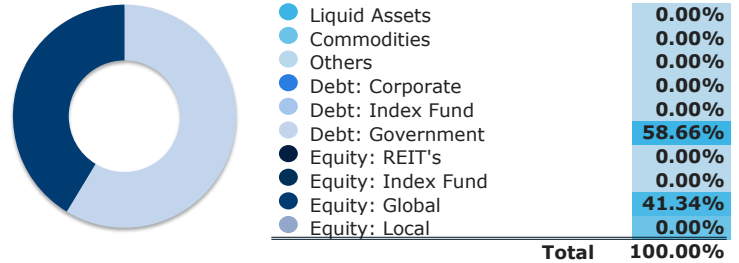 Liquid Assets 0.00%
Commodities 0.00%
Others 0.00%
Debt: Corporate 0.00%
Debt: Index Fund 0.00%
Debt: Government 58.66%
Equity: REIT's 0.00%
Equity: Index Fund 0.00%
Equity: Global 41.34%
Equity: Local 0.00%
Total 100.00%